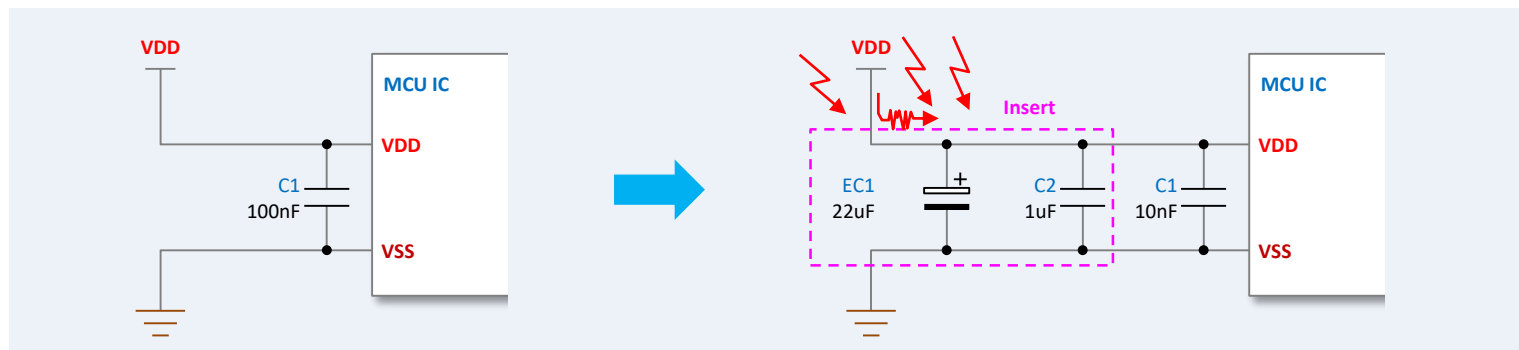 VDD
MCU IC
VDD
C1
100nF
VSS
VDD
Insert
MCU IC
VDD
EC1
22uF
+
C2
1uF
C1
10nF
VSS